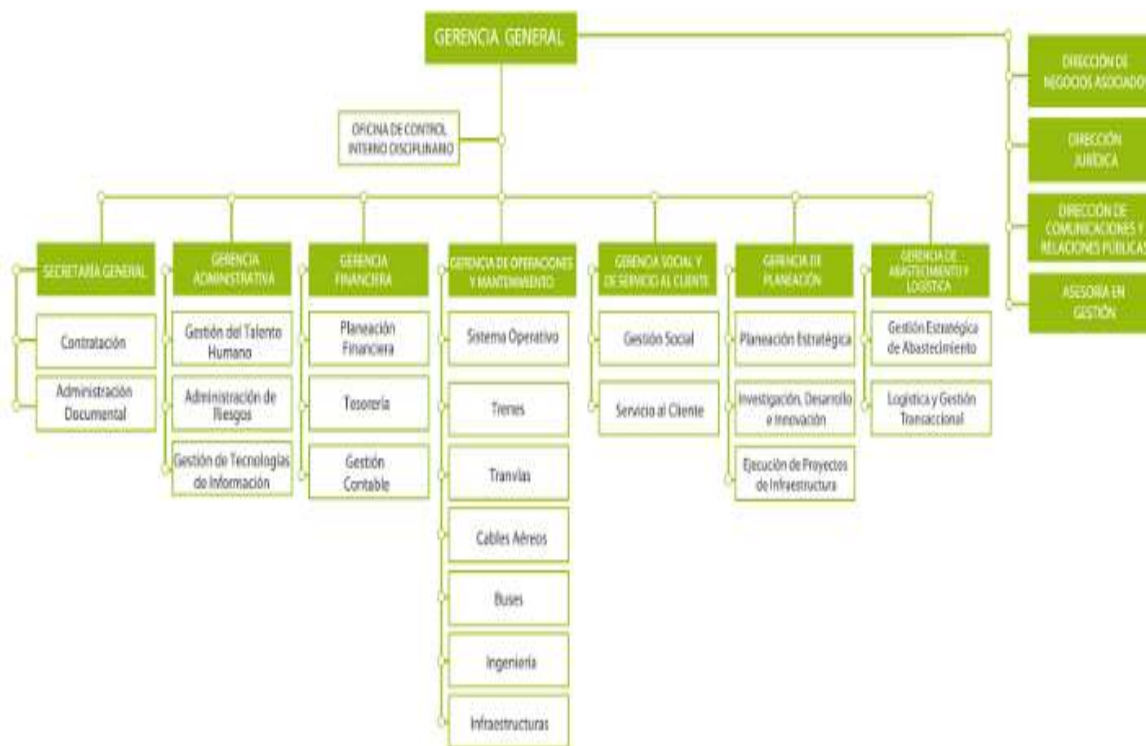 GERENCIA GENERAL
DIRECCIÓN DE
NEGOCIOS ASOCIADO
OFICINA DE CONTROL
INTERNO DISCIPLINARIO
DIRECCIÓN
JURÍDICA
DIRECCIÓN DE
COMUNICACIONES Y
RELACIONES PÚBLICA
ASESORÍA EN
GESTIÓN
SECRETARÍA GENERAL
Contratación
Administración
Documental
GERENCIA
ADMINISTRATIVA
Gestión del Talento
Humano
Administración de
Riesgos
Gestión de Tecnologías
de Información
GERENCIA
FINANCIERA
Planeación
Financiera
Tesorería
Gestión
Contable
GERENCIA DE OPERACIONES
Y MANTENIMIENTO
Sistema Operativo
Trenes
Tranvías
Cables Aéreos
Buses
Ingeniería
Infraestructuras
GERENCIA SOCIAL Y
DE SERVICIO AL CLIENTE
Gestión Social
Servicio al Cliente
GERENCIA DE
PLANEACIÓN
Planeación Estratégica
Investigación, Desarrollo
e Innovación
Ejecución de Proyectos
de Infraestructura
GERENCIA DE
ABASTECIMIENTO Y
LOGÍSTICA
Gestión Estratégica
de Abastecimiento
Logística y Gestión
Transaccional